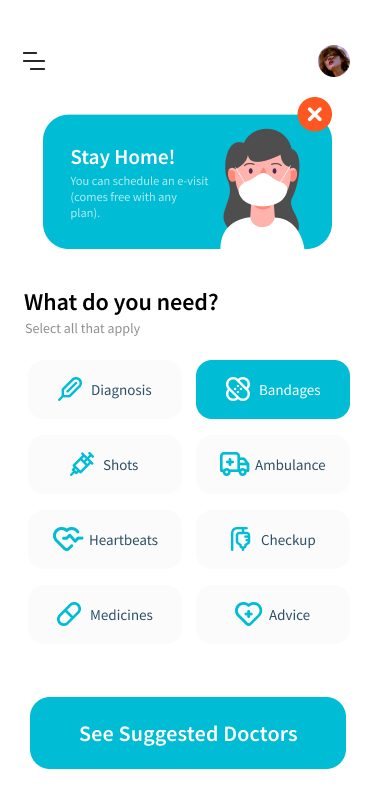 Stay Home!
You can schedule an e-visit
(comes free with any
plan).
What do you need?
Select all that apply
Diagnosis
Bandages
Shots
Ambulance
Heartbeats
Checkup
Medicines
Advice
See Suggested Doctors